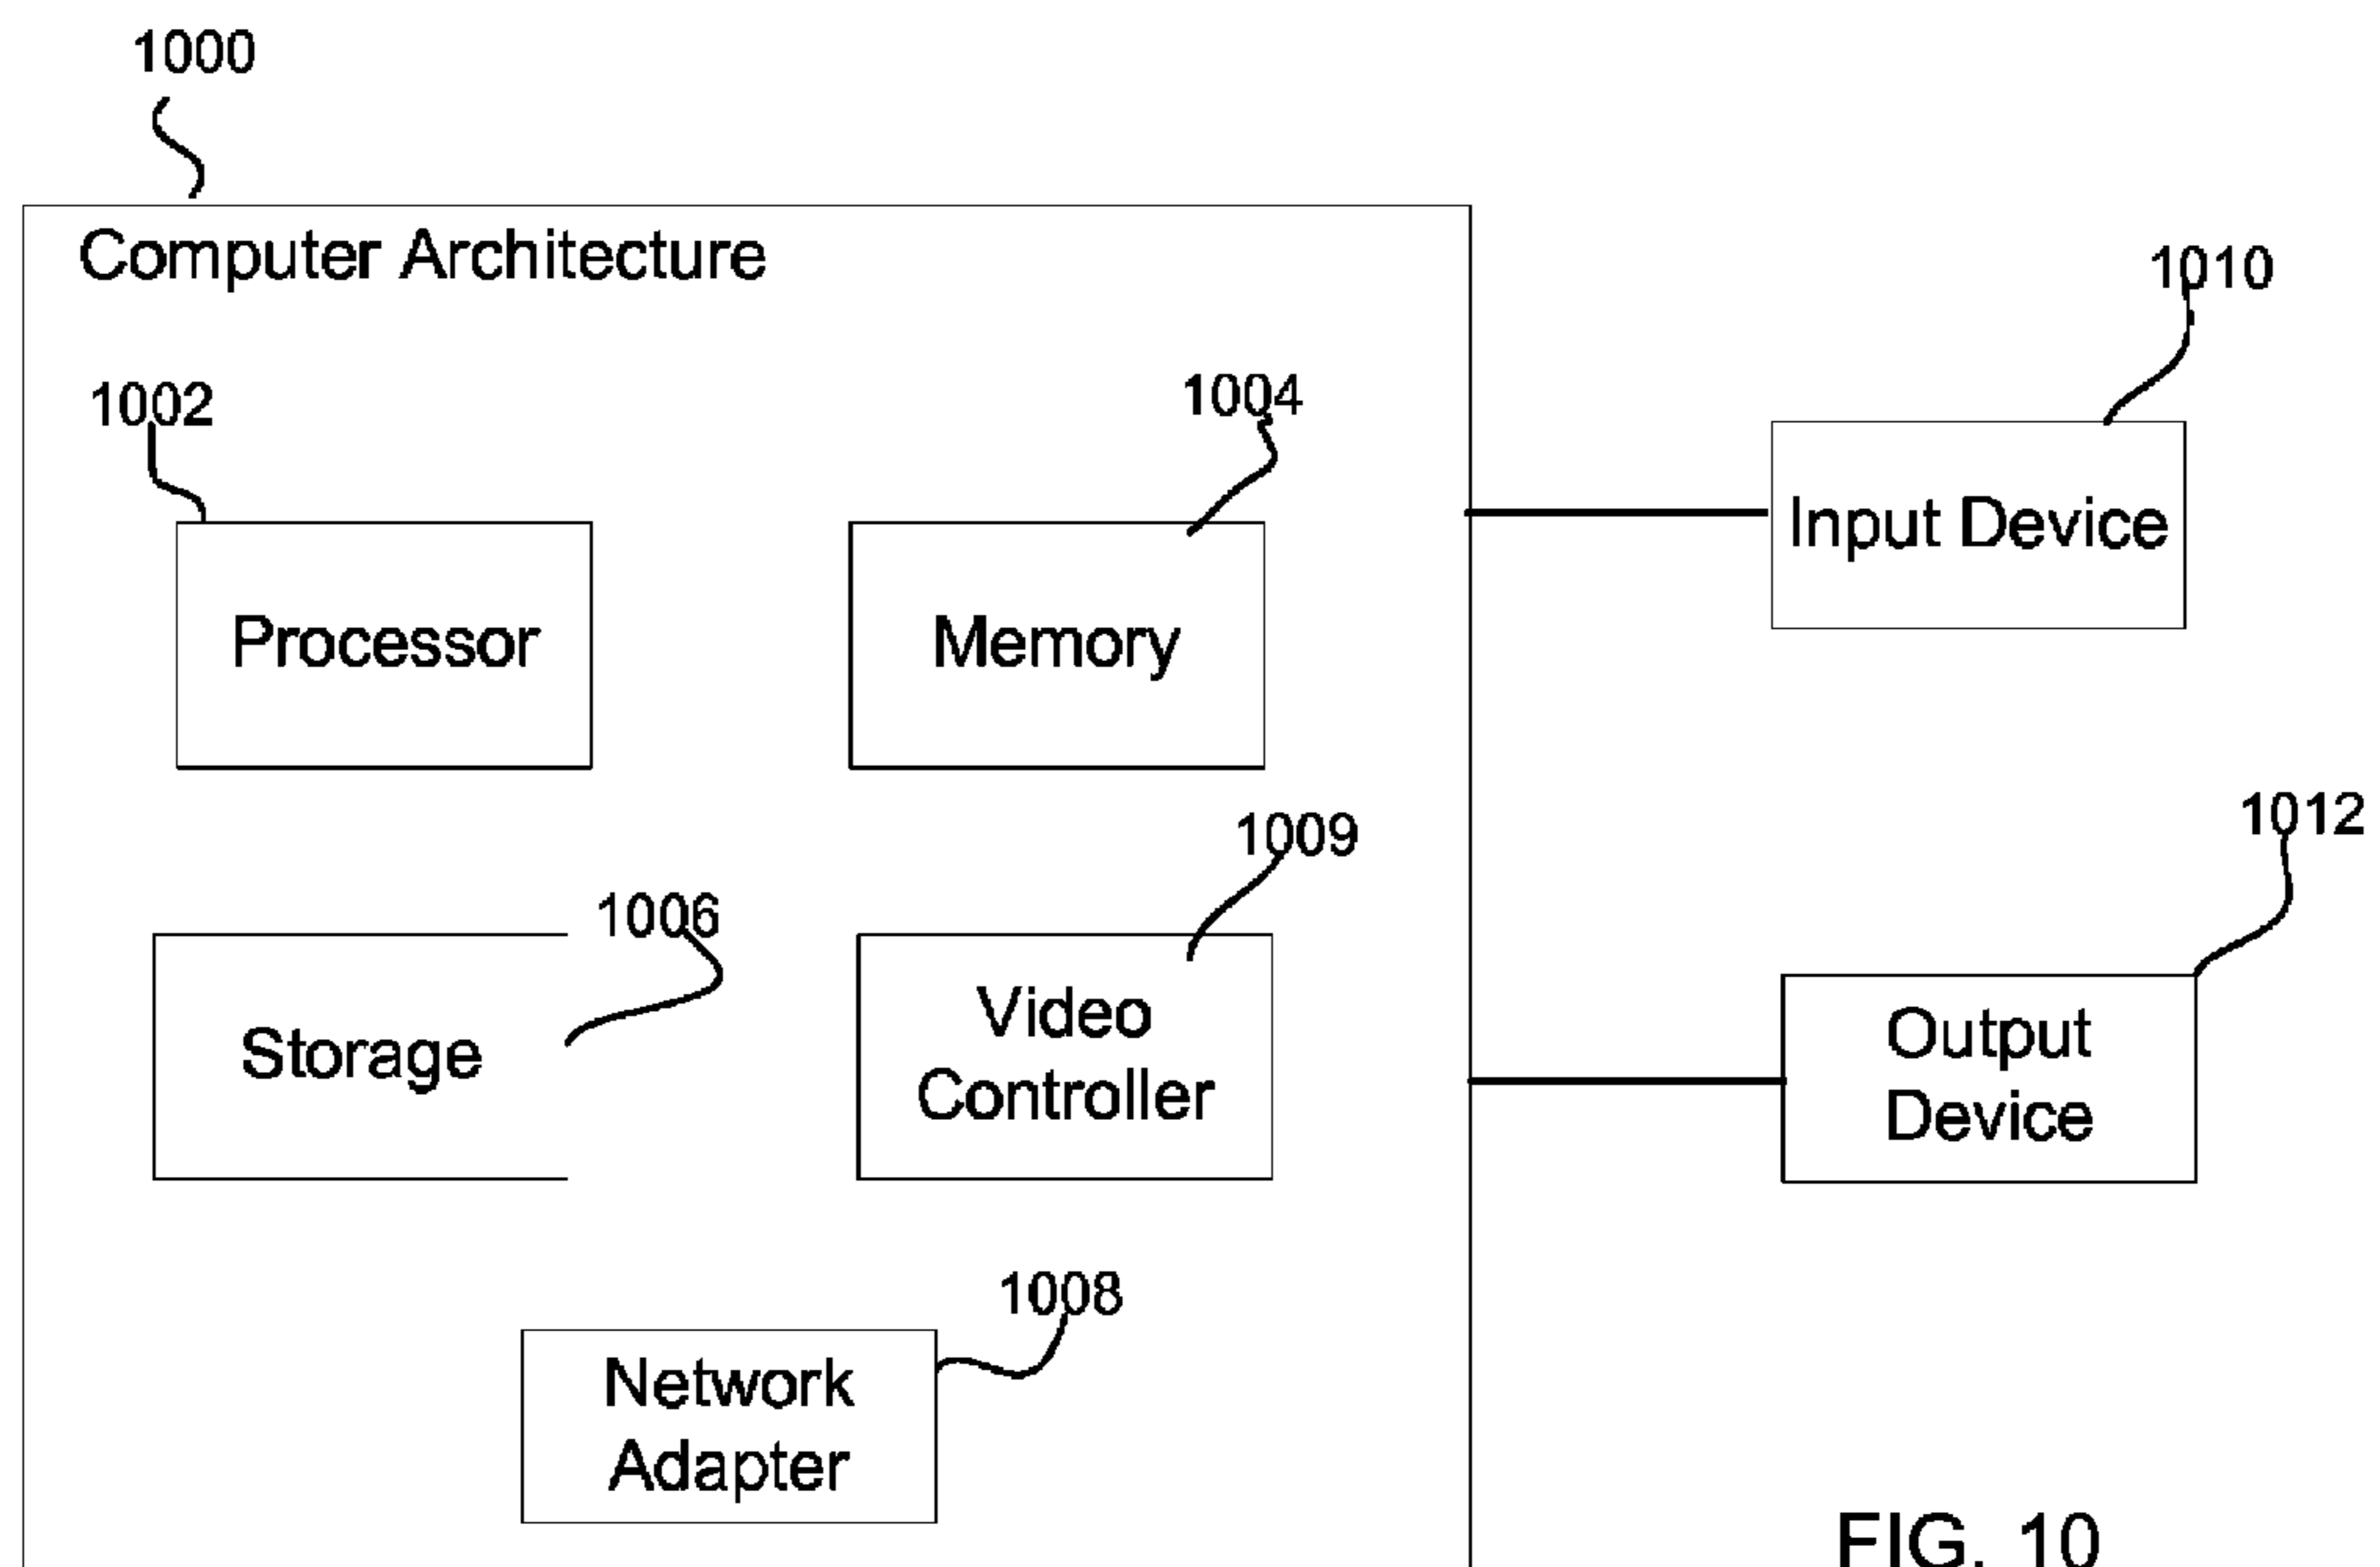 1000
Computer Architecture
1010
1002
1004
Input Device
Processor
Memory
1009
1012
1006
Storage
Video
Controller
Output
Device
1008
Network
Adapter
FIG. 10